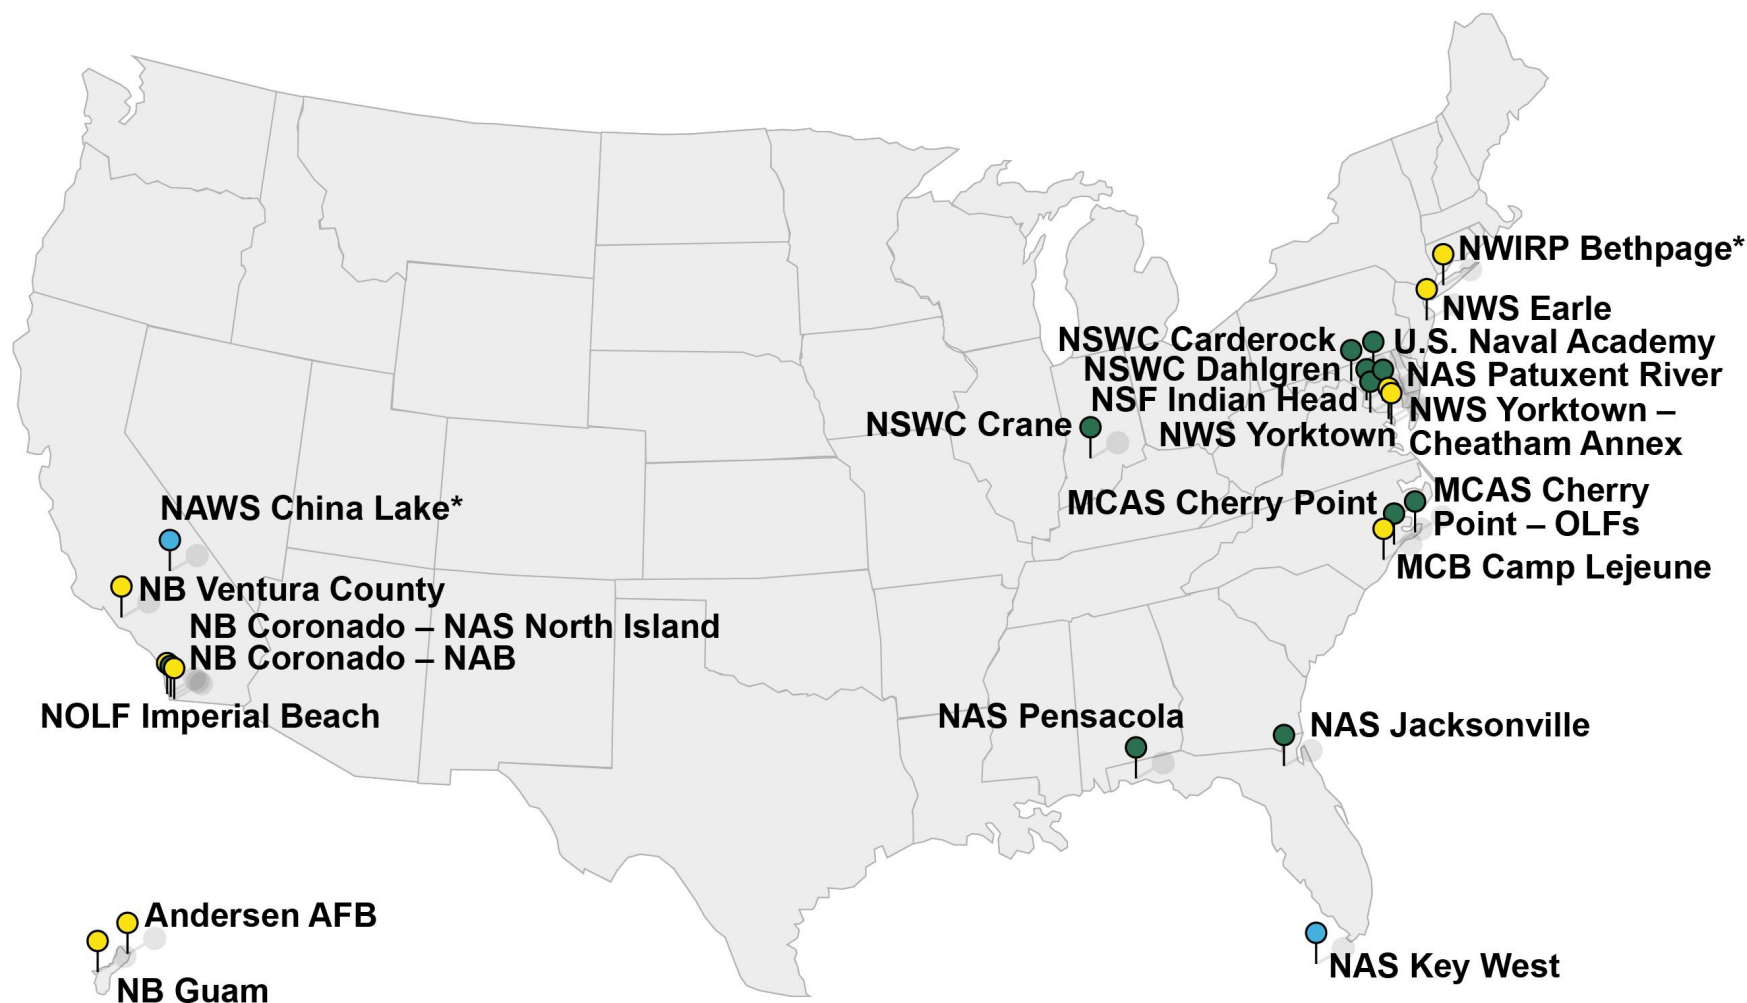 NWIRP Bethpage*
NWS Earle
NSWC Carderock
U.S. Naval Academy
NSWC Dahlgren
NAS Patuxent River
NSF Indian Head
NWS Yorktown –
Cheatham Annex
NWS Yorktown
NSWC Crane
MCAS Cherry Point
MCAS Cherry
Point – OLFs
MCB Camp Lejeune
NAWS China Lake*
NB Ventura County
NB Coronado – NAS North Island
NB Coronado – NAB
NOLF Imperial Beach
NAS Pensacola
NAS Jacksonville
Andersen AFB
NB Guam
NAS Key West